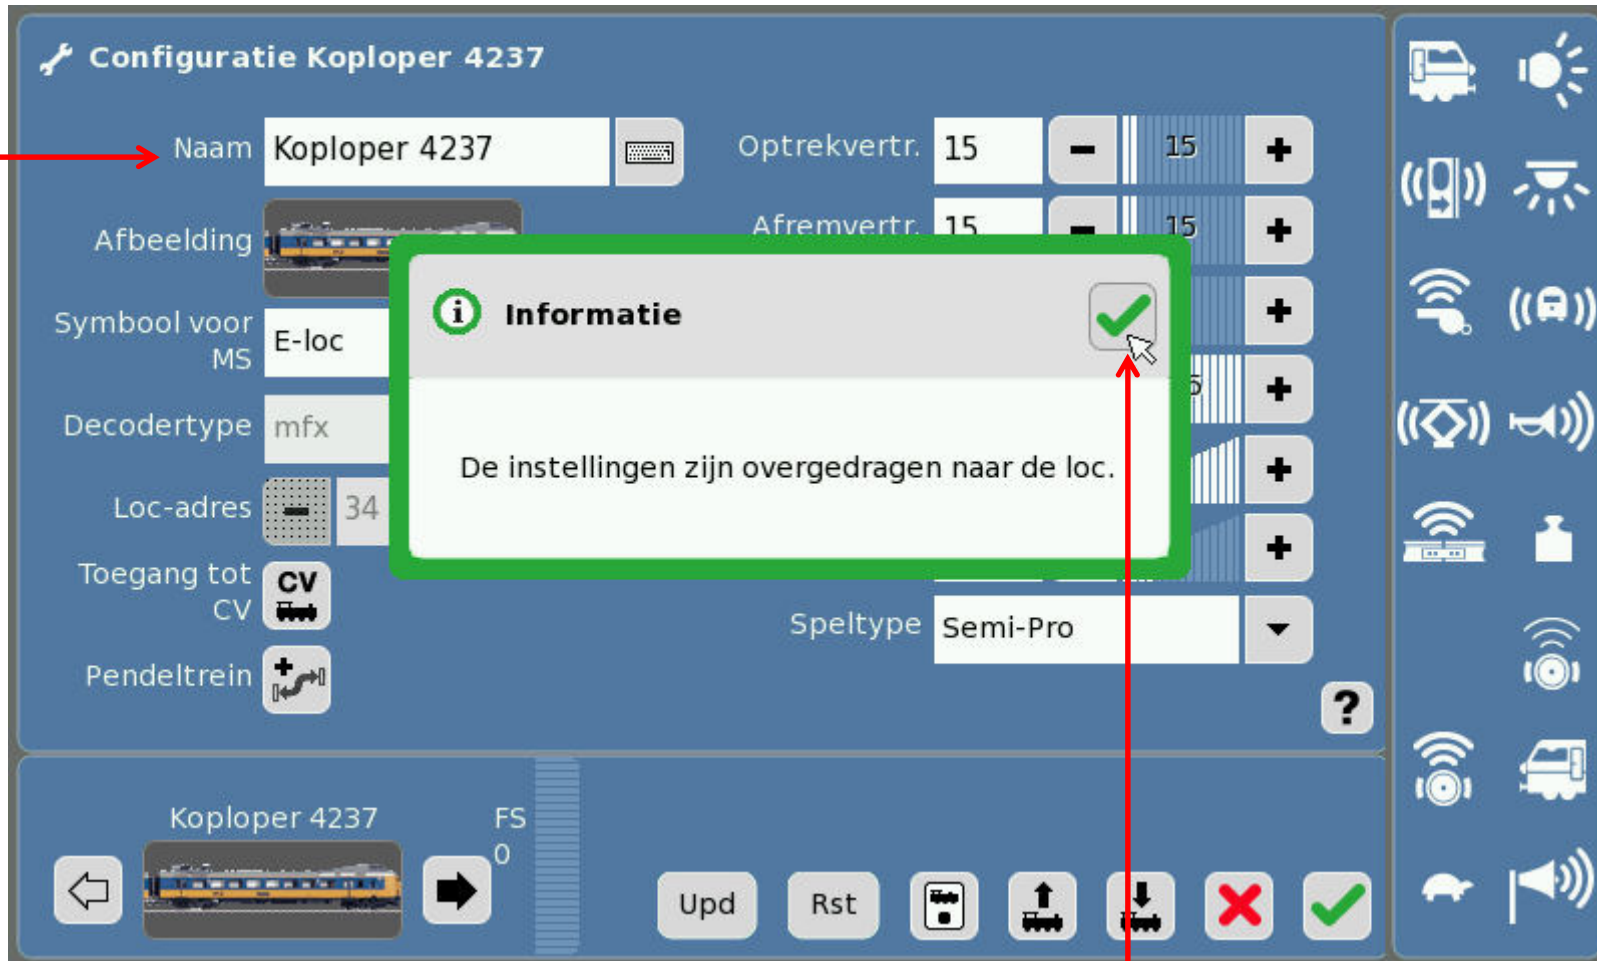 Configuratie Koploper 4237
Naam Koploper 4237
Optrekvertr. 15 15
Afbeelding
Afremvertr. 15 15
Informatie
Symbool voor
MS E-loc
Decodertype mfx
De instellingen zijn overgedragen naar de loc.
Loc-adres 34
Toegang tot
CV
CV
Speltype Semi-Pro
Pendeltrein
?
Koploper 4237
FS
0
Upd
Rst